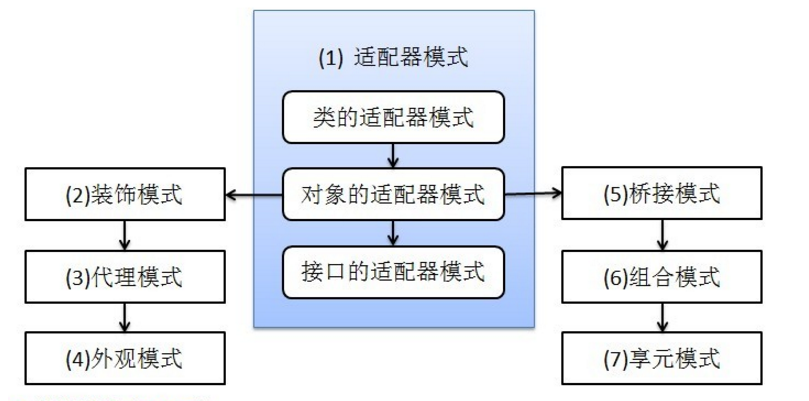 (1) 适配器模式
类的适配器模式
(2)装饰模式
对象的适配器模式
(5)桥接模式
(3)代理模式
接口的适配器模式
(6)组合模式
(4)外观模式
(7)享元模式